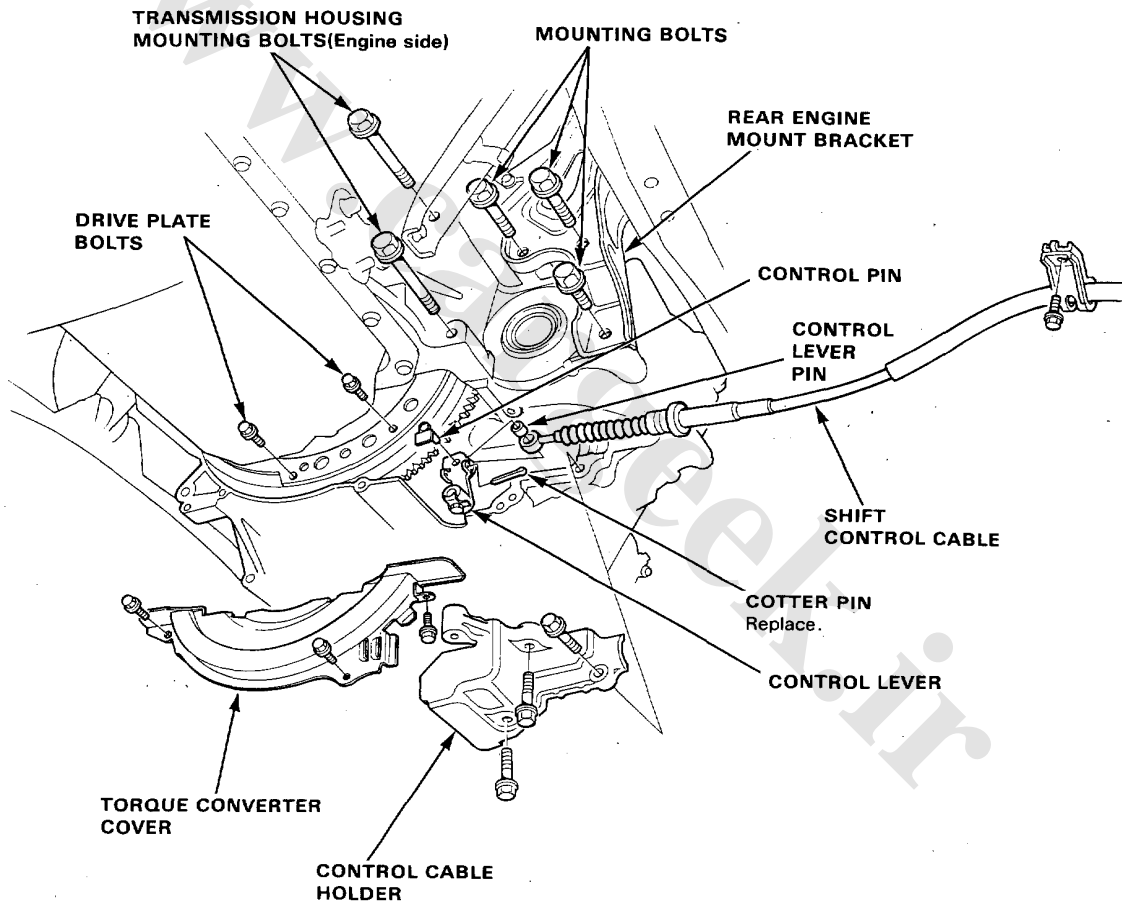 TRANSMISSION HOUSING
MOUNTING BOLTS(Engine side)
MOUNTING BOLTS
REAR ENGINE
MOUNT BRACKET
DRIVE PLATE
BOLTS
CONTROL PIN
CONTROL
LEVER
PIN
SHIFT
CONTROL CABLE
COTTER PIN
Replace.
CONTROL LEVER
TORQUE CONVERTER
COVER
CONTROL CABLE
HOLDER